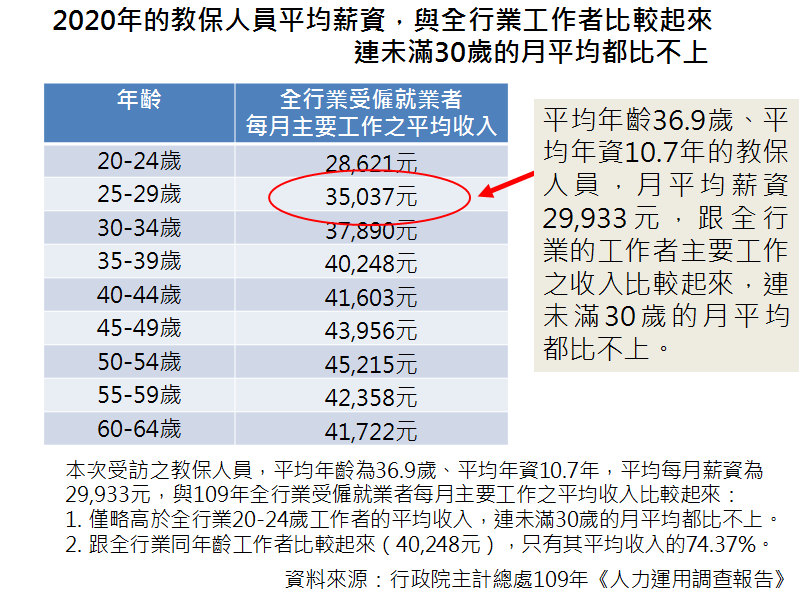 2020年的教保人員平均薪資，與全行業工作者比較起來
連未滿30歲的月平均都比不上
年齡
全行業受僱就業者
每月主要工作之平均收入
20-24歲 28,621元
25-29歲 35,037元
30-34歲 37,890元
35-39歲 40,248元
40-44歲 41,603元
45-49歲 43,956元
50-54歲 45,215元
55-59歲 42,358元
60-64歲 41,722元
平均年齡36.9歲、平
均年資10.7年的教保
人員，月平均薪資
29,933元，跟全行
業的工作者主要工作
之收入比較起來，連
未滿30歲的月平均
都比不上。
本次受訪之教保人員，平均年齡為36.9歲、平均年資10.7年，平均每月薪資為
29,933元，與109年全行業受僱就業者每月主要工作之平均收入比較起來：
1. 僅略高於全行業20-24歲工作者的平均收入，連未滿30歲的月平均都比不上。
2. 跟全行業同年齡工作者比較起來（40,248元），只有其平均收入的74.37%。
資料來源：行政院主計總處109年《人力運用調查報告》